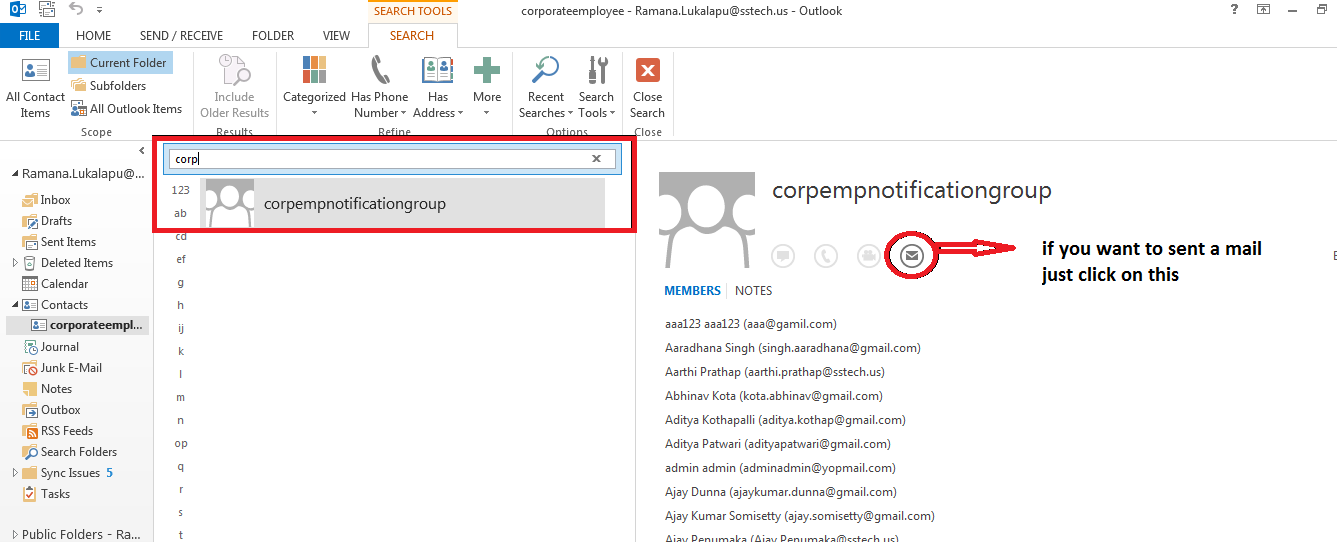 SEARCH TOOLS
corporateemployee - Ramana.Lukalapu@sstech.us - Outlook
?
FILE HOME SEND / RECEIVE FOLDER VIEW SEARCH
All Contact Items
Current Folder
Subfolders
All Outlook Items
Scope
Include Older Results
Results
Categorized
Has Phone Number
Has Address
More
Refine
Recent Searches
Search Tools
Options
Close Search
Close
Ramana.Lukalapu@...
Inbox
Drafts
Sent Items
Deleted Items
Calendar
Contacts
corporateempl...
Journal
Junk E-Mail
Notes
Outbox
RSS Feeds
Search Folders
Sync Issues 5
Tasks
Public Folders - Ra...
corp
123
ab
cd
ef
g
h
ij
k
l
m
n
op
q
r
s
t
corpempnotificationgroup
corpempnotificationgroup
if you want to sent a mail
just click on this
MEMBERS NOTES
aaa123 aaa123 (aaa@gamil.com)
Aaradhana Singh (singh.aaradhana@gmail.com)
Aarthi Prathap (aarthi.prathap@sstech.us)
Abhinav Kota (kota.abhinav@gmail.com)
Aditya Kothapalli (aditya.kothap@gmail.com)
Aditya Patwari (adityapatwari@gmail.com)
admin admin (adminadmin@yopmail.com)
Ajay Dunna (ajaykumar.dunna@gmail.com)
Ajay Kumar Somisetty (ajay.somisetty@gmail.com)
Ajay Penumaka (Ajay.Penumaka@sstech.us)